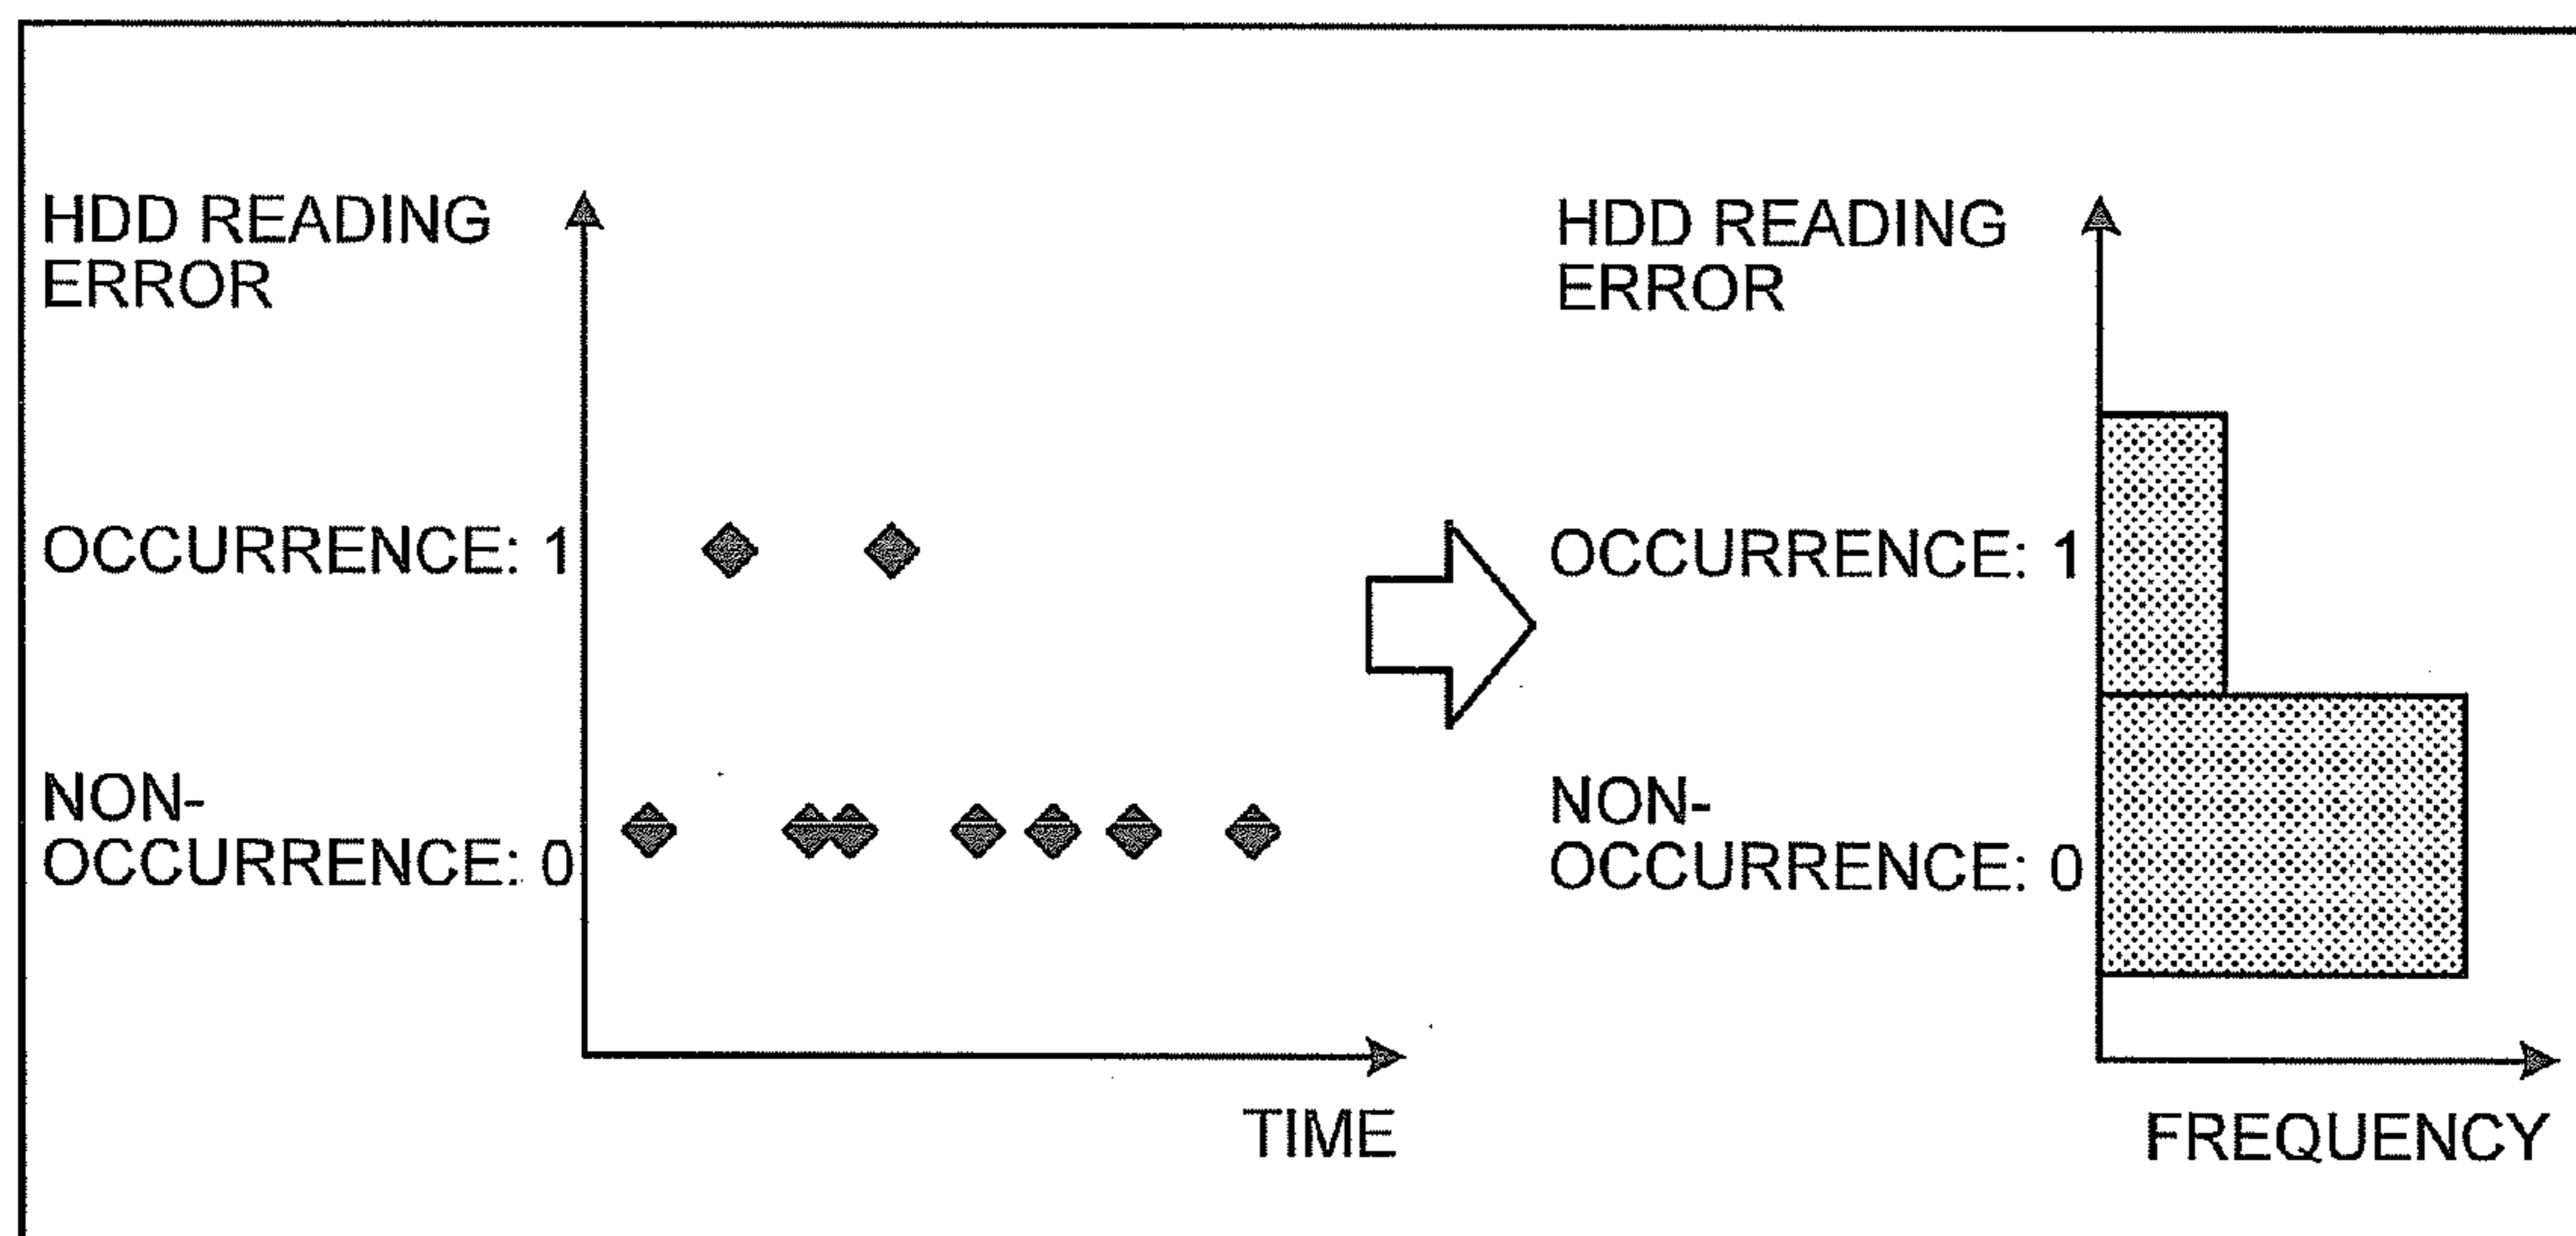 HDD READING
ERROR
OCCURRENCE: 1
NON-
OCCURRENCE: 0
TIME
HDD READING
ERROR
OCCURRENCE: 1
NON-
OCCURRENCE: 0
FREQUENCY